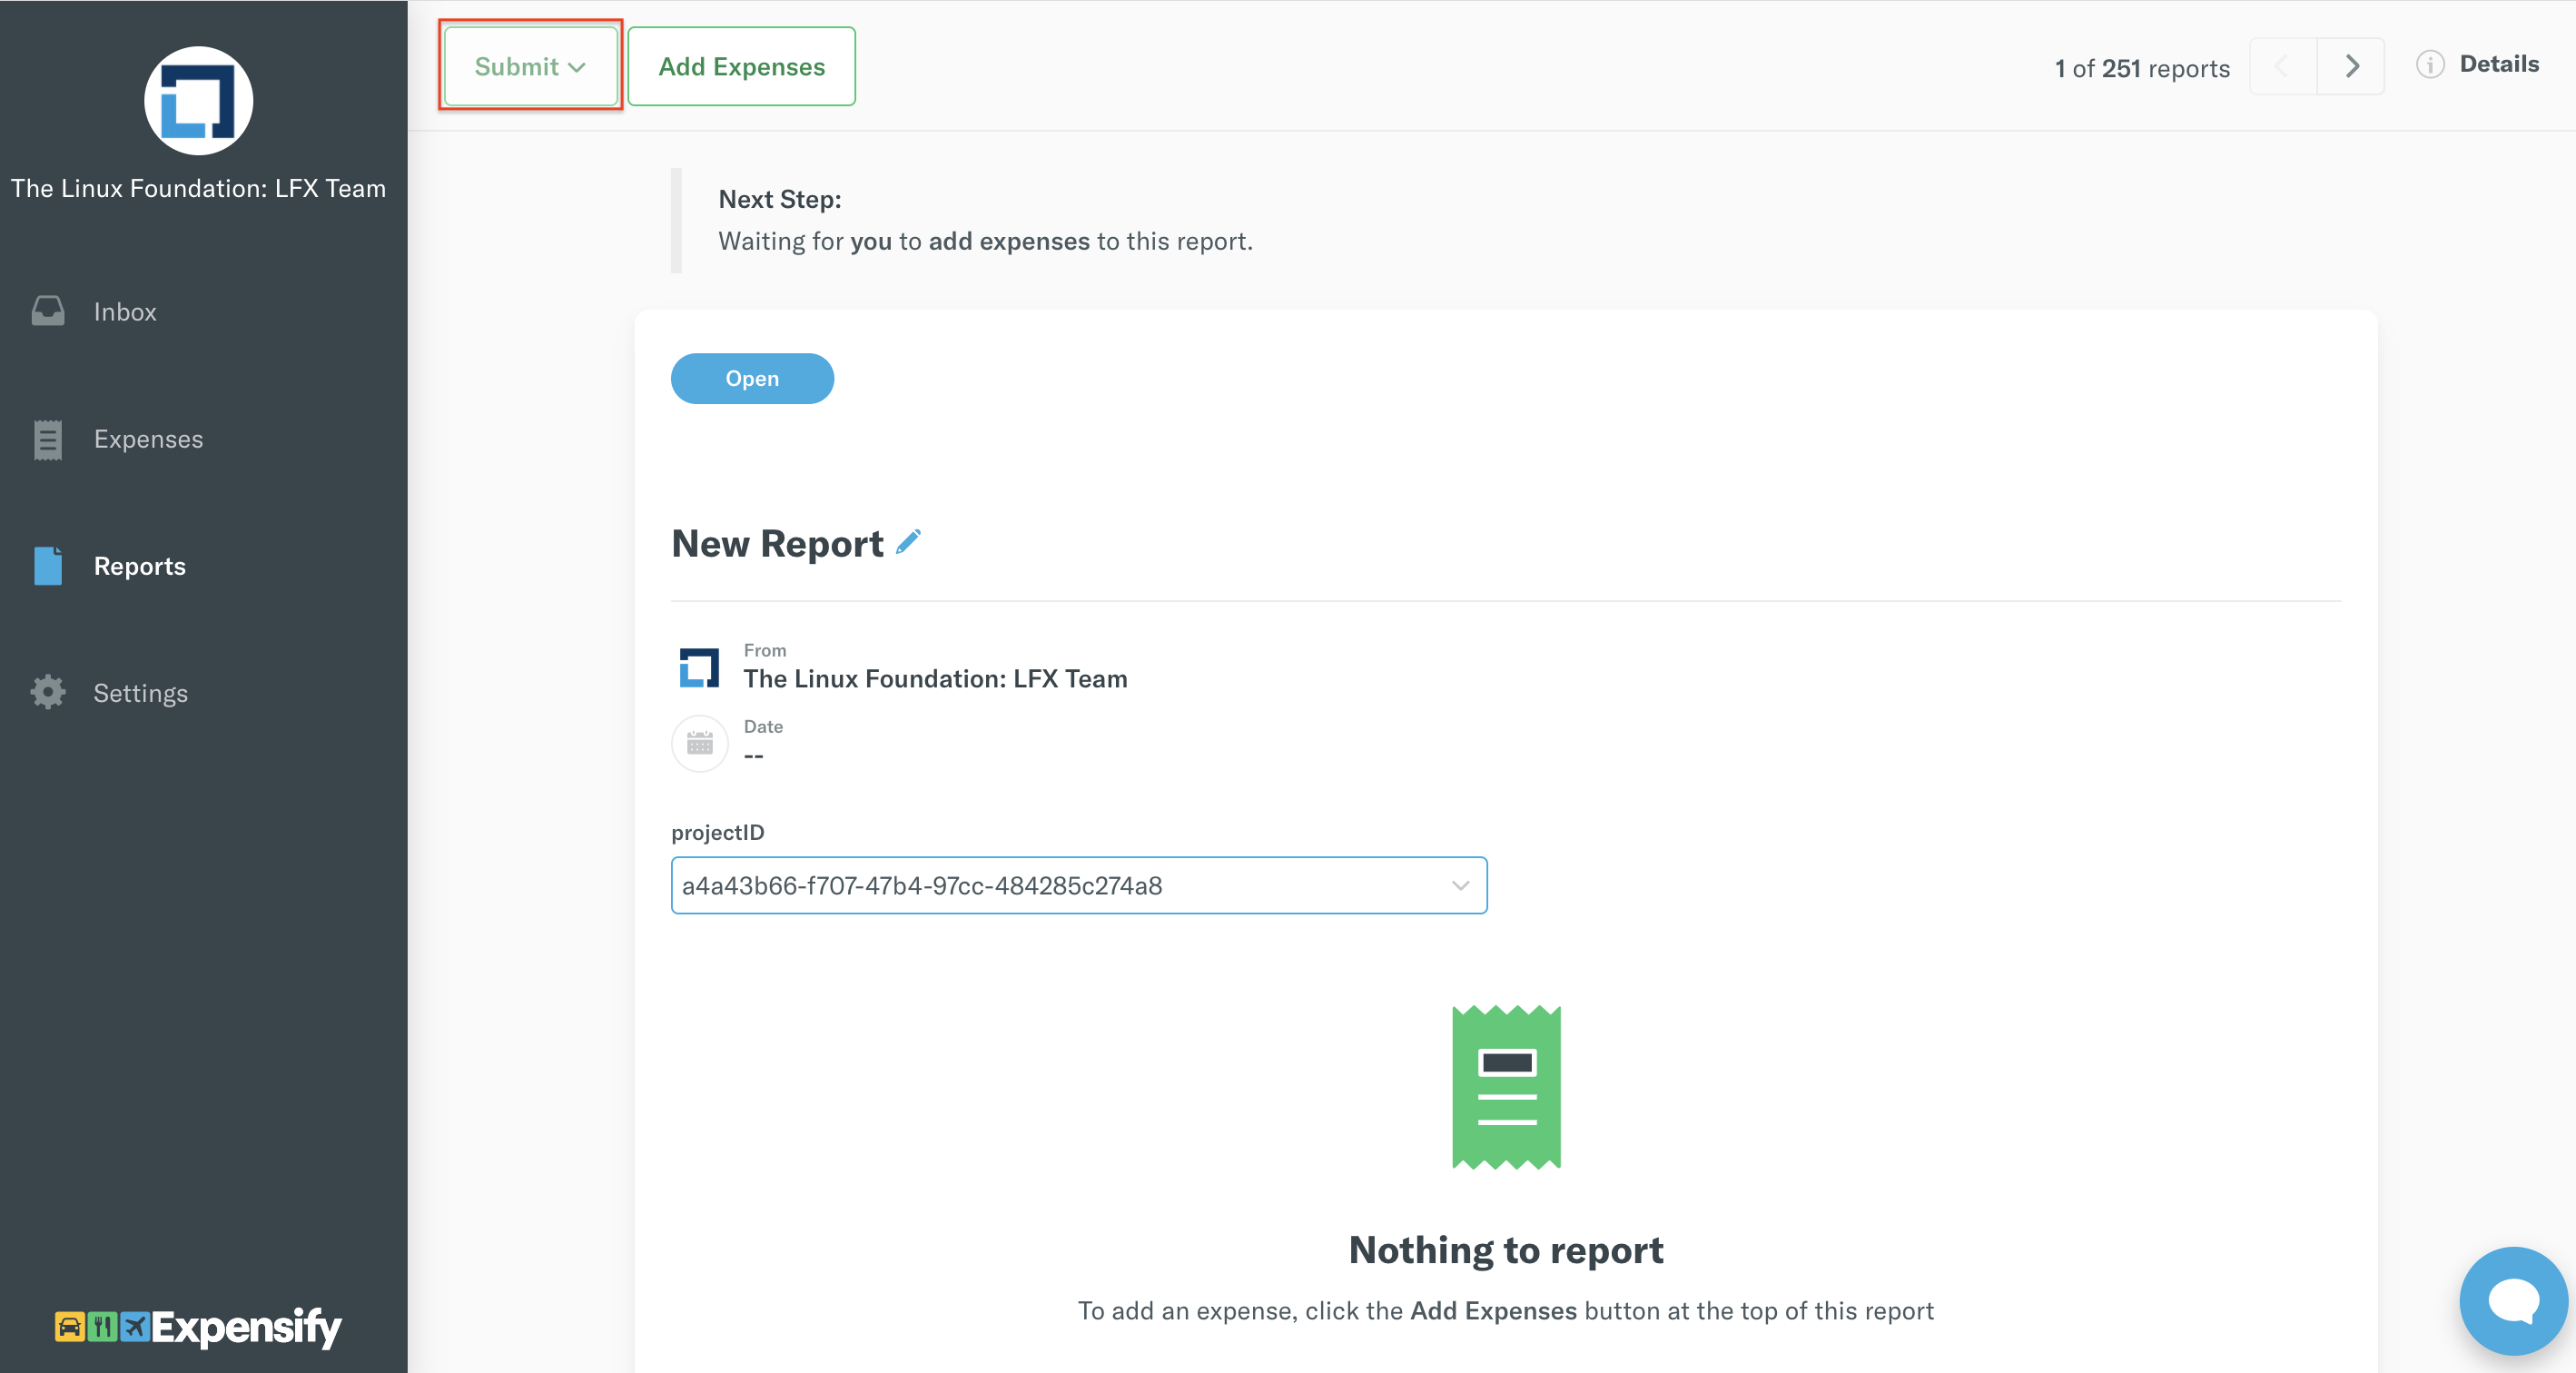 The Linux Foundation: LFX Team
Inbox
Expenses
Reports
Settings
Expensify
Submit
Add Expenses
1 of 251 reports
Details
Next Step:
Waiting for you to add expenses to this report.
Open
New Report
From
The Linux Foundation: LFX Team
Date
--
projectID
a4a43b66-f707-47b4-97cc-484285c274a8
Nothing to report
To add an expense, click the Add Expenses button at the top of this report